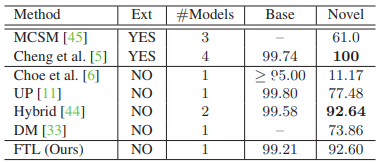 Method Ext #Models Base Novel
MCSM [45] YES 3 – 61.0
Cheng et al. [5] YES 4 99.74 100
Choe et al. [6] NO 1 ≥ 95.00 11.17
UP [11] NO 1 99.80 77.48
Hybrid [44] NO 2 99.58 92.64
DM [33] NO 1 – 73.86
FTL (Ours) NO 1 99.21 92.60